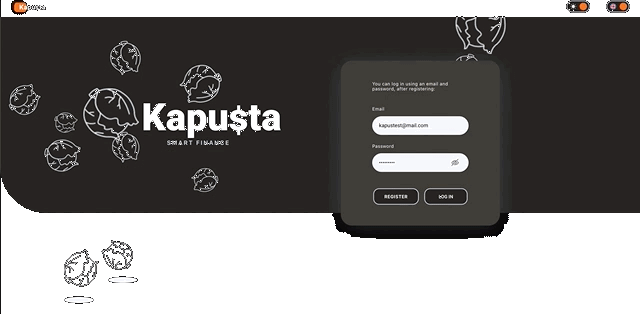 Kapu$ta
Kapu$ta
SMART FINANCE
You can log in using an email and
password, after registering:
Email
kapustest@mail.com
Password
REGISTER
LOG IN